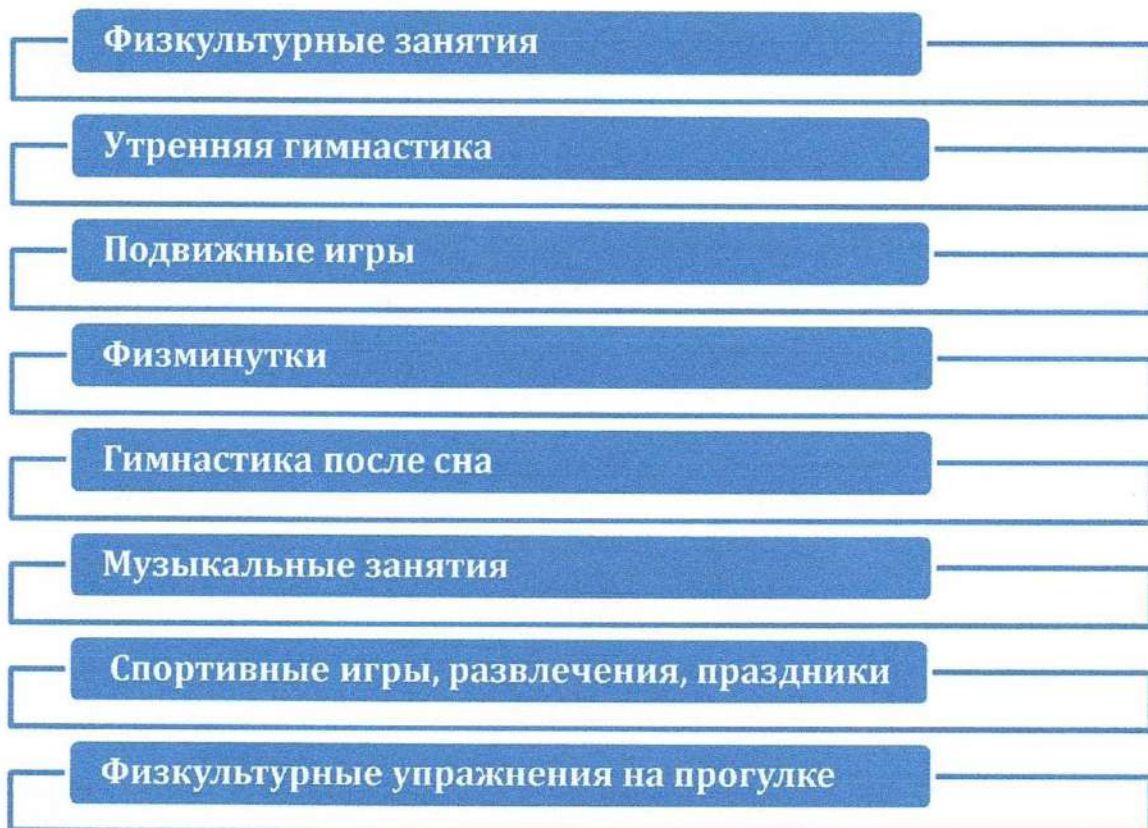 Физкультурные занятия
Утренняя гимнастика
Подвижные игры
Физминутки
Гимнастика после сна
Музыкальные занятия
Спортивные игры, развлечения, праздники
Физкультурные упражнения на прогулке